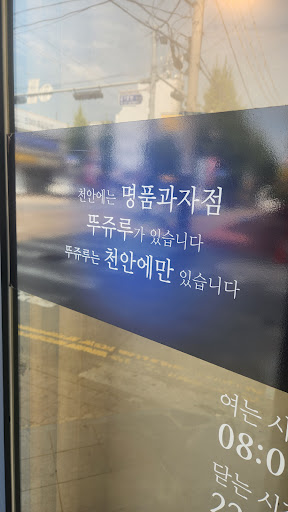 천안에는 명품과자점
뚜쥬루가 있습니다
뚜쥬루는 천안에만 있습니다
여는 시
08:0
닫는 시
22